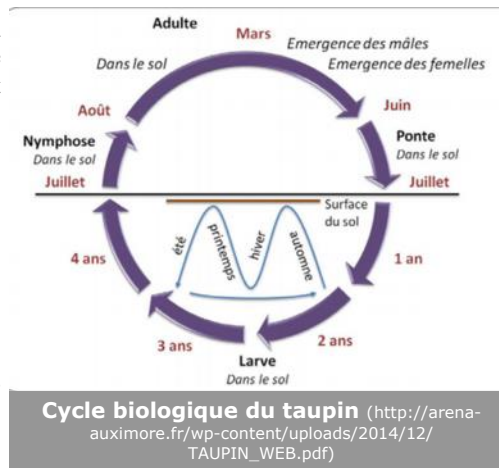 Adulte
Mars
Emergence des mâles
Emergence des femelles
Dans le sol
Août
Juin
Nymphose
Dans le sol
Juillet
Ponte
Dans le sol
Juillet
Surface
du sol
été
printemps
hiver
automne
4 ans
1 an
3 ans
2 ans
Larve
Dans le sol
Cycle biologique du taupin (http://arena-
auximore.fr/wp-content/uploads/2014/12/
TAUPIN_WEB.pdf)